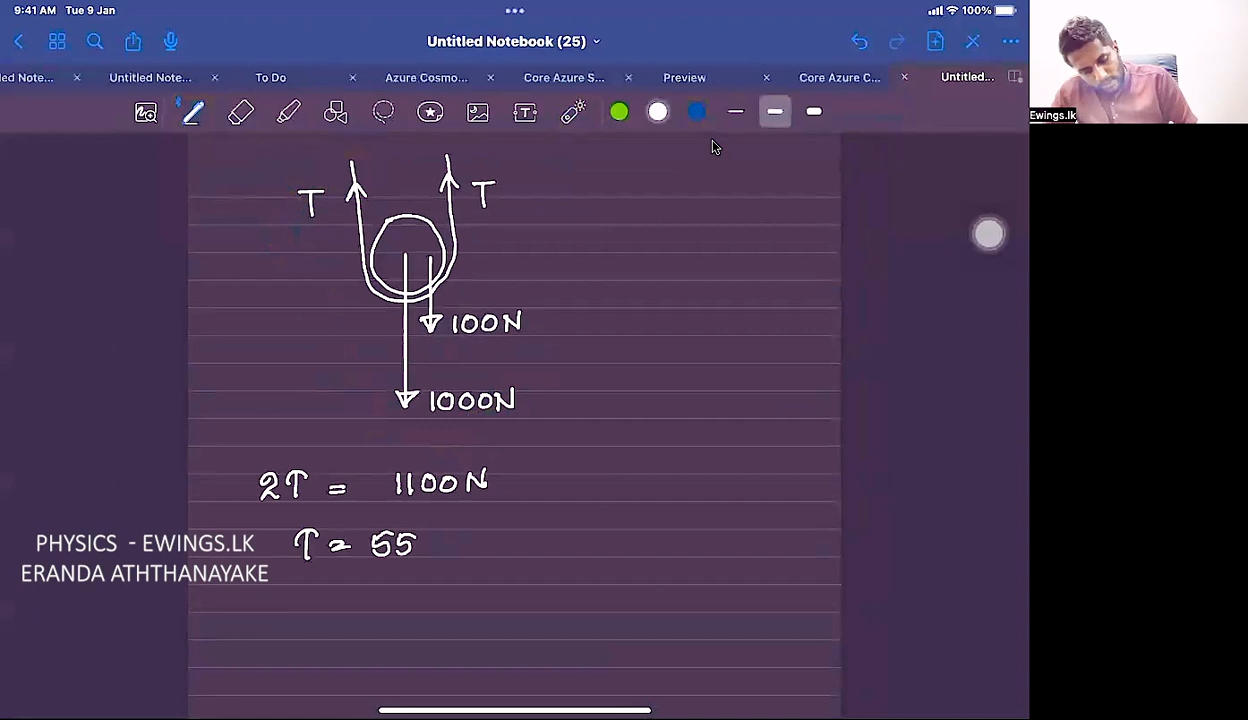 9:41 AM Tue 9 Jan
100%
Untitled Notebook (25)
led Note...
Untitled Note...
To Do
Azure Cosmo...
Core Azure S...
Preview
Core Azure C...
Untitled...
Ewings.lk
T
T
100N
1000N
2T = 1100N
T = 55
PHYSICS - EWINGS.LK
ERANDA ATHTHANAYAKE